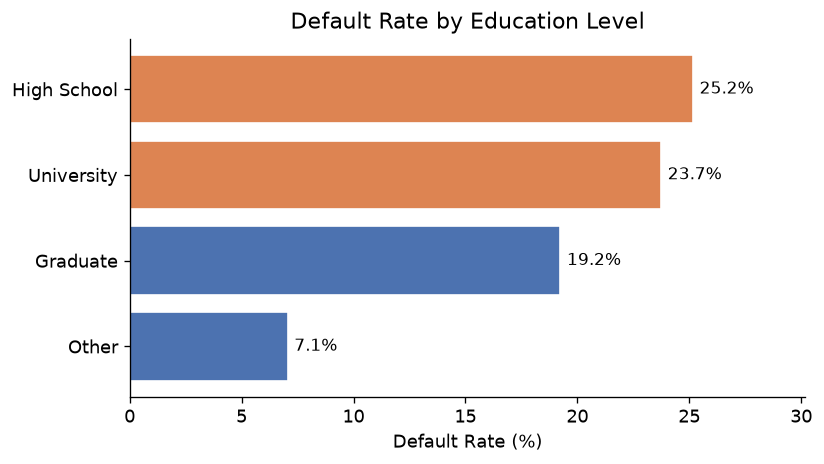 Default Rate by Education Level
High School 25.2%
University 23.7%
Graduate 19.2%
Other 7.1%
0 5 10 15 20 25 30
Default Rate (%)